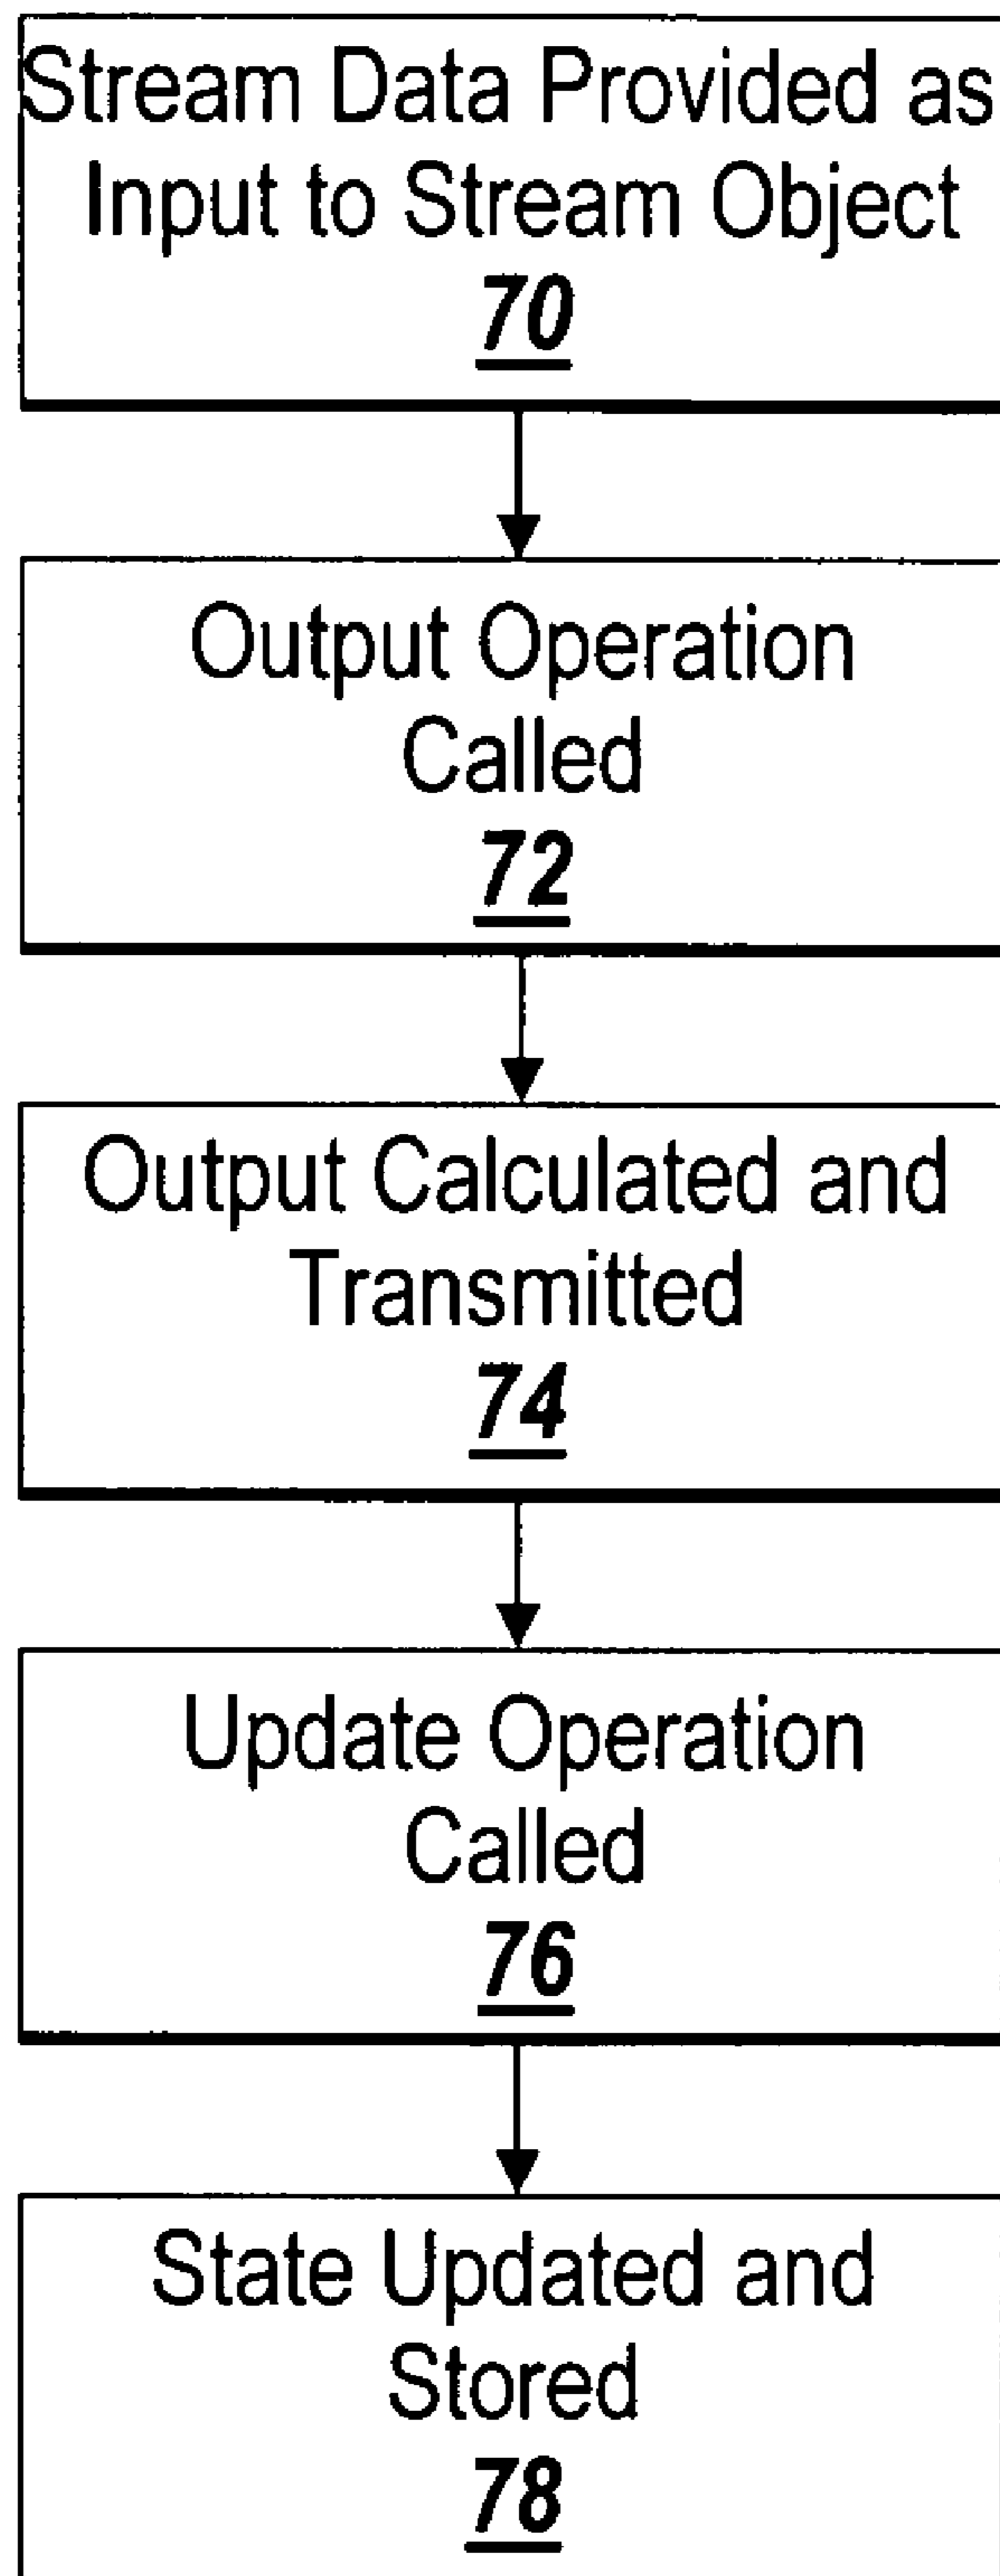 Stream Data Provided as
Input to Stream Object
70
Output Operation
Called
72
Output Calculated and
Transmitted
74
Update Operation
Called
76
State Updated and
Stored
78